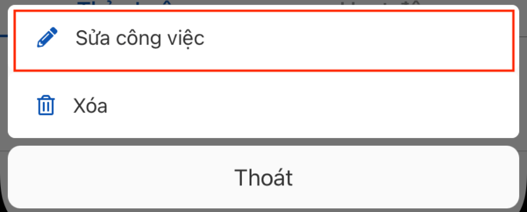 Sửa công việc
Xóa
Thoát